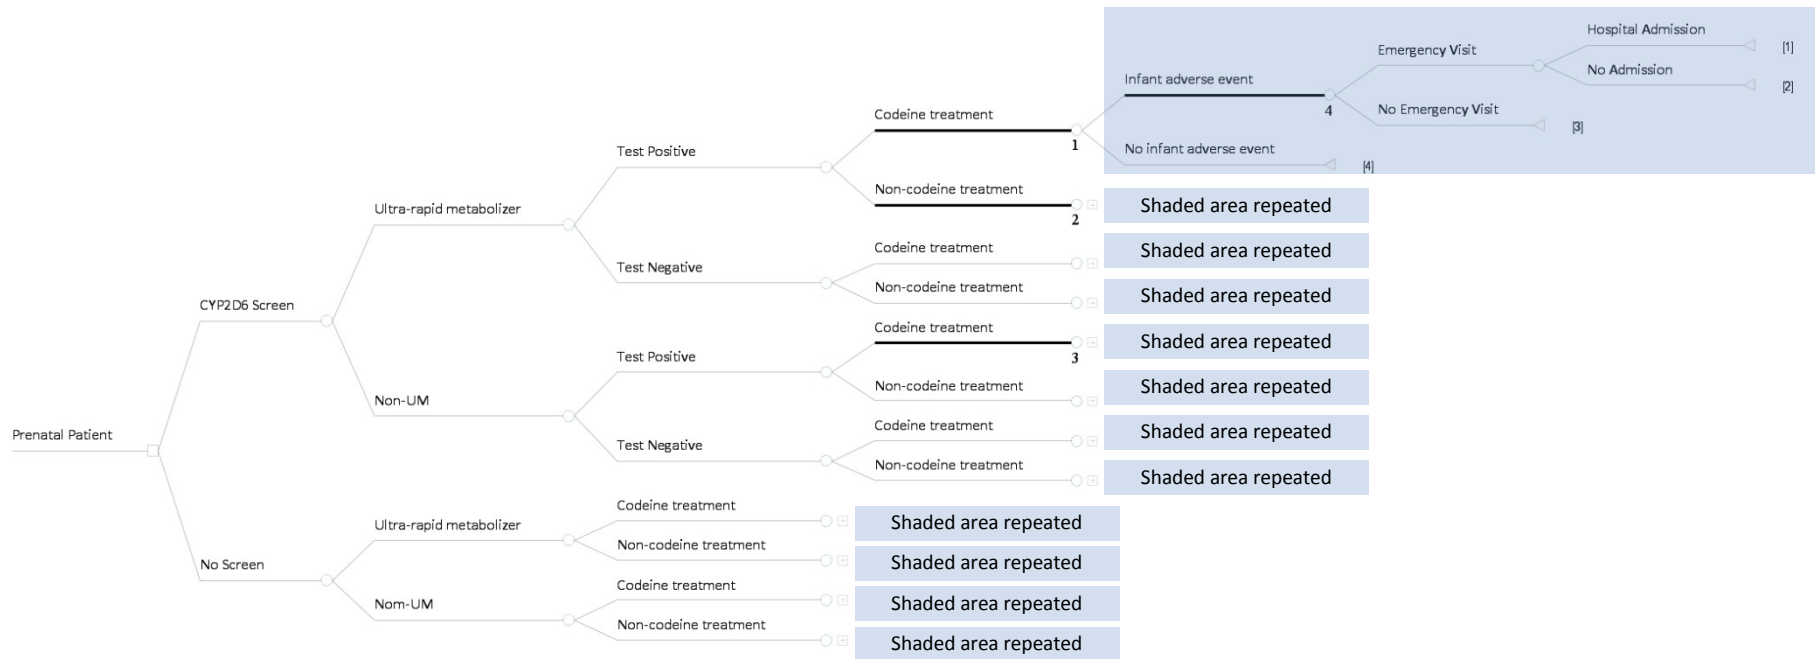 Hospital Admission
[1]
Emergency Visit
No Admission
[2]
Infant adverse event
4
No Emergency Visit
[3]
Codeine treatment
1
No infant adverse event
[4]
Test Positive
Non-codeine treatment
2
Shaded area repeated
Ultra-rapid metabolizer
Codeine treatment
Shaded area repeated
Test Negative
Non-codeine treatment
Shaded area repeated
CYP2D6 Screen
Codeine treatment
3
Shaded area repeated
Test Positive
Non-codeine treatment
Shaded area repeated
Non-UM
Codeine treatment
Shaded area repeated
Test Negative
Non-codeine treatment
Shaded area repeated
Prenatal Patient
Codeine treatment
Shaded area repeated
Ultra-rapid metabolizer
Non-codeine treatment
Shaded area repeated
No Screen
Codeine treatment
Shaded area repeated
Nom-UM
Non-codeine treatment
Shaded area repeated